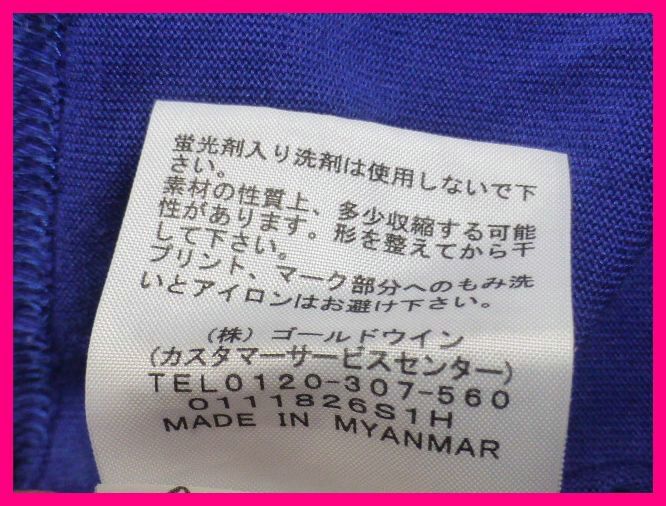 蛍光剤入り洗剤は使用しないで下
さい。
素材の性質上、多少収縮する可能
性があります。形を整えてから干
して下さい。
プリント、マーク部分へのもみ洗
いとアイロンはお避け下さい。
(株) ゴールドウイン
(カスタマーサービスセンター)
TEL0120-307-560
0111826S1H
MADE IN MYANMAR